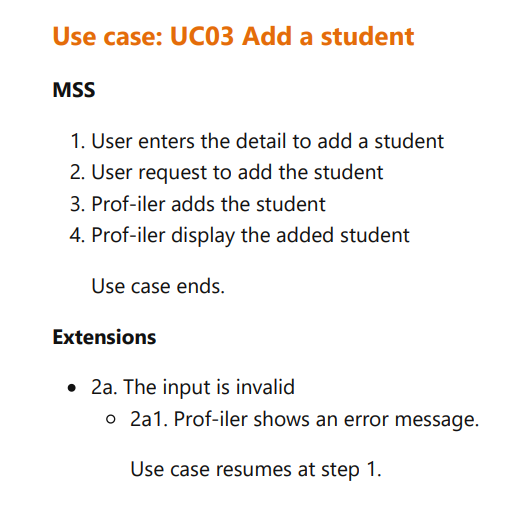 Use case: UC03 Add a student
MSS
1. User enters the detail to add a student
2. User request to add the student
3. Prof-iler adds the student
4. Prof-iler display the added student
Use case ends.
Extensions
• 2a. The input is invalid
○ 2a1. Prof-iler shows an error message.
Use case resumes at step 1.